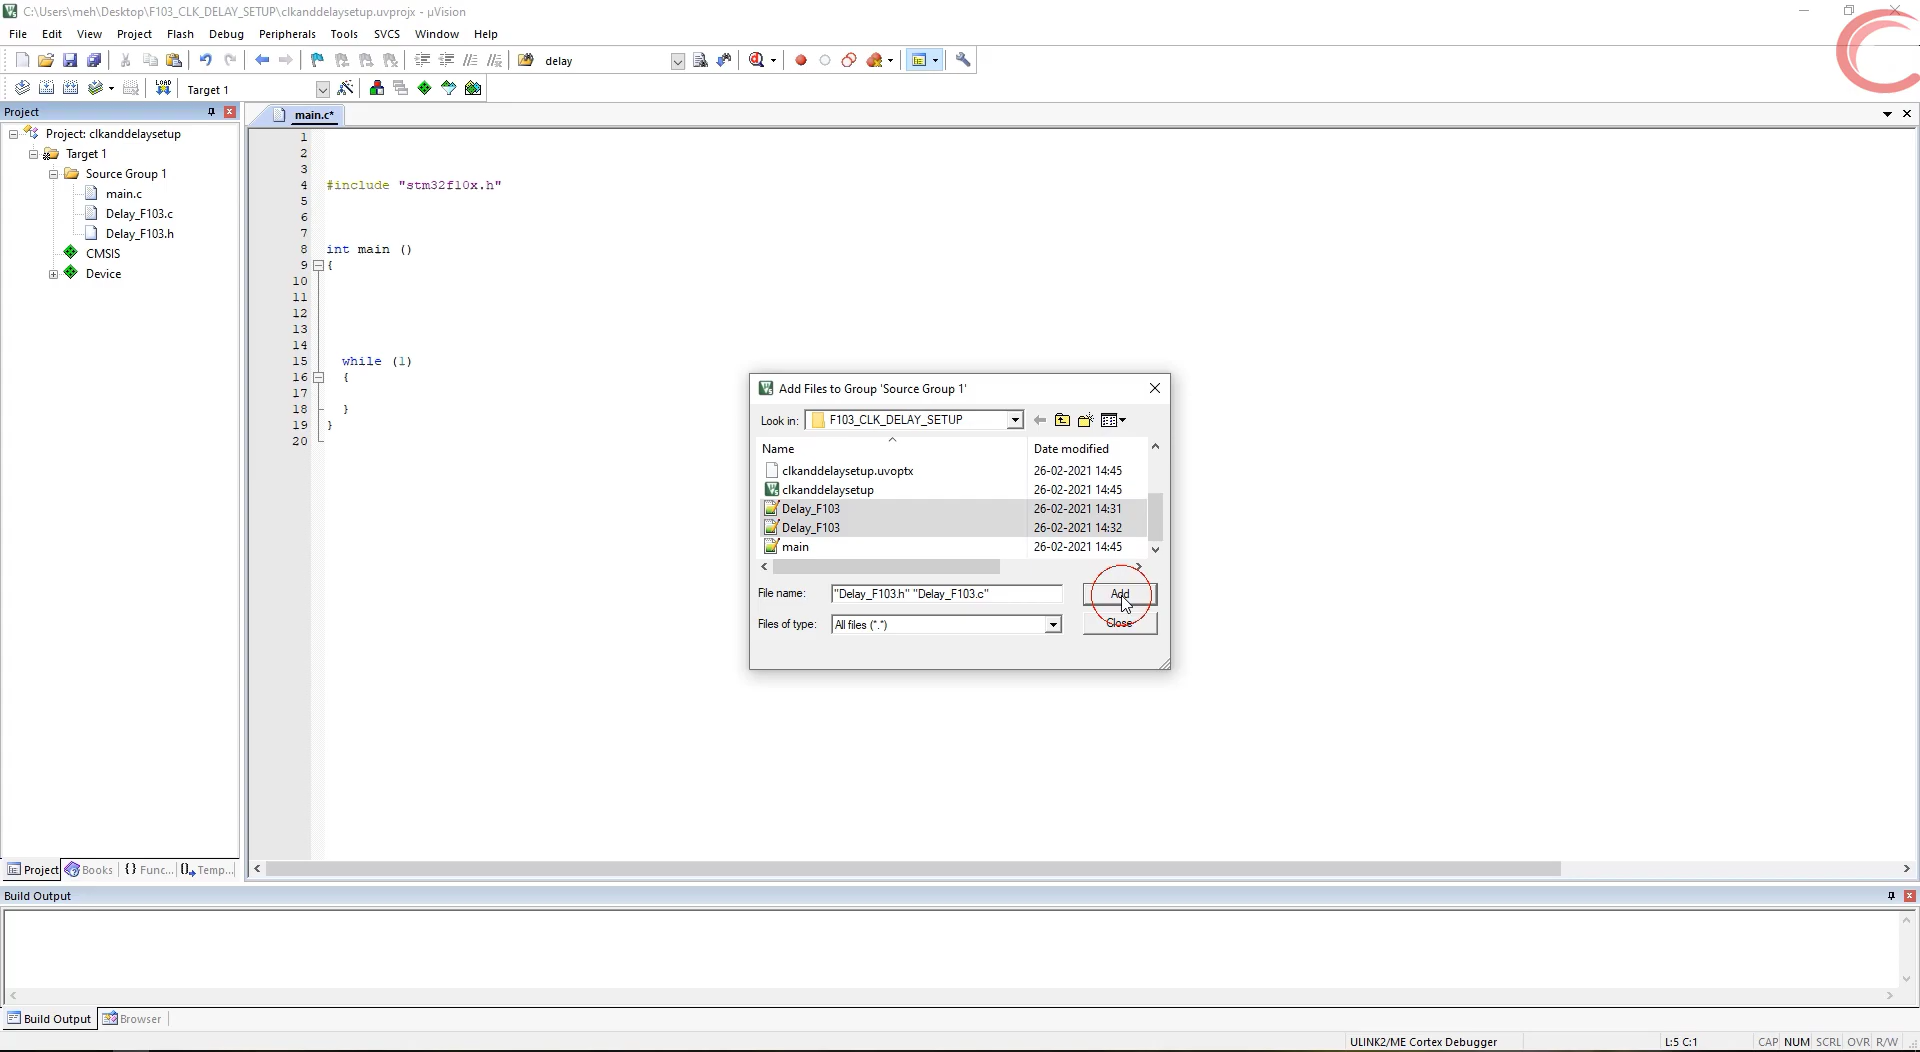 C:\Users\meh\Desktop\F103_CLK_DELAY_SETUP\clkanddelaysetup.uvprojx - µVision
File Edit View Project Flash Debug Peripherals Tools SVCS Window Help
delay
LOAD
Target 1
Project
Project: clkanddelaysetup
Target 1
Source Group 1
main.c
Delay_F103.c
Delay_F103.h
CMSIS
Device
main.c*
1
2
3
4 #include "stm32f10x.h"
5
6
7
8 int main ()
9 {
10
11
12
13
14
15 while (1)
16 {
17
18 }
19 }
20
Add Files to Group 'Source Group 1'
Look in: F103_CLK_DELAY_SETUP
Name Date modified
clkanddelaysetup.uvoptx 26-02-2021 14:45
clkanddelaysetup 26-02-2021 14:45
Delay_F103 26-02-2021 14:31
Delay_F103 26-02-2021 14:32
main 26-02-2021 14:45
File name: "Delay_F103.h" "Delay_F103.c" Add
Files of type: All files (*.*) Close
Project Books {} Func... Temp...
Build Output
Build Output Browser
ULINK2/ME Cortex Debugger L:5 C:1 CAP NUM SCRL OVR R/W